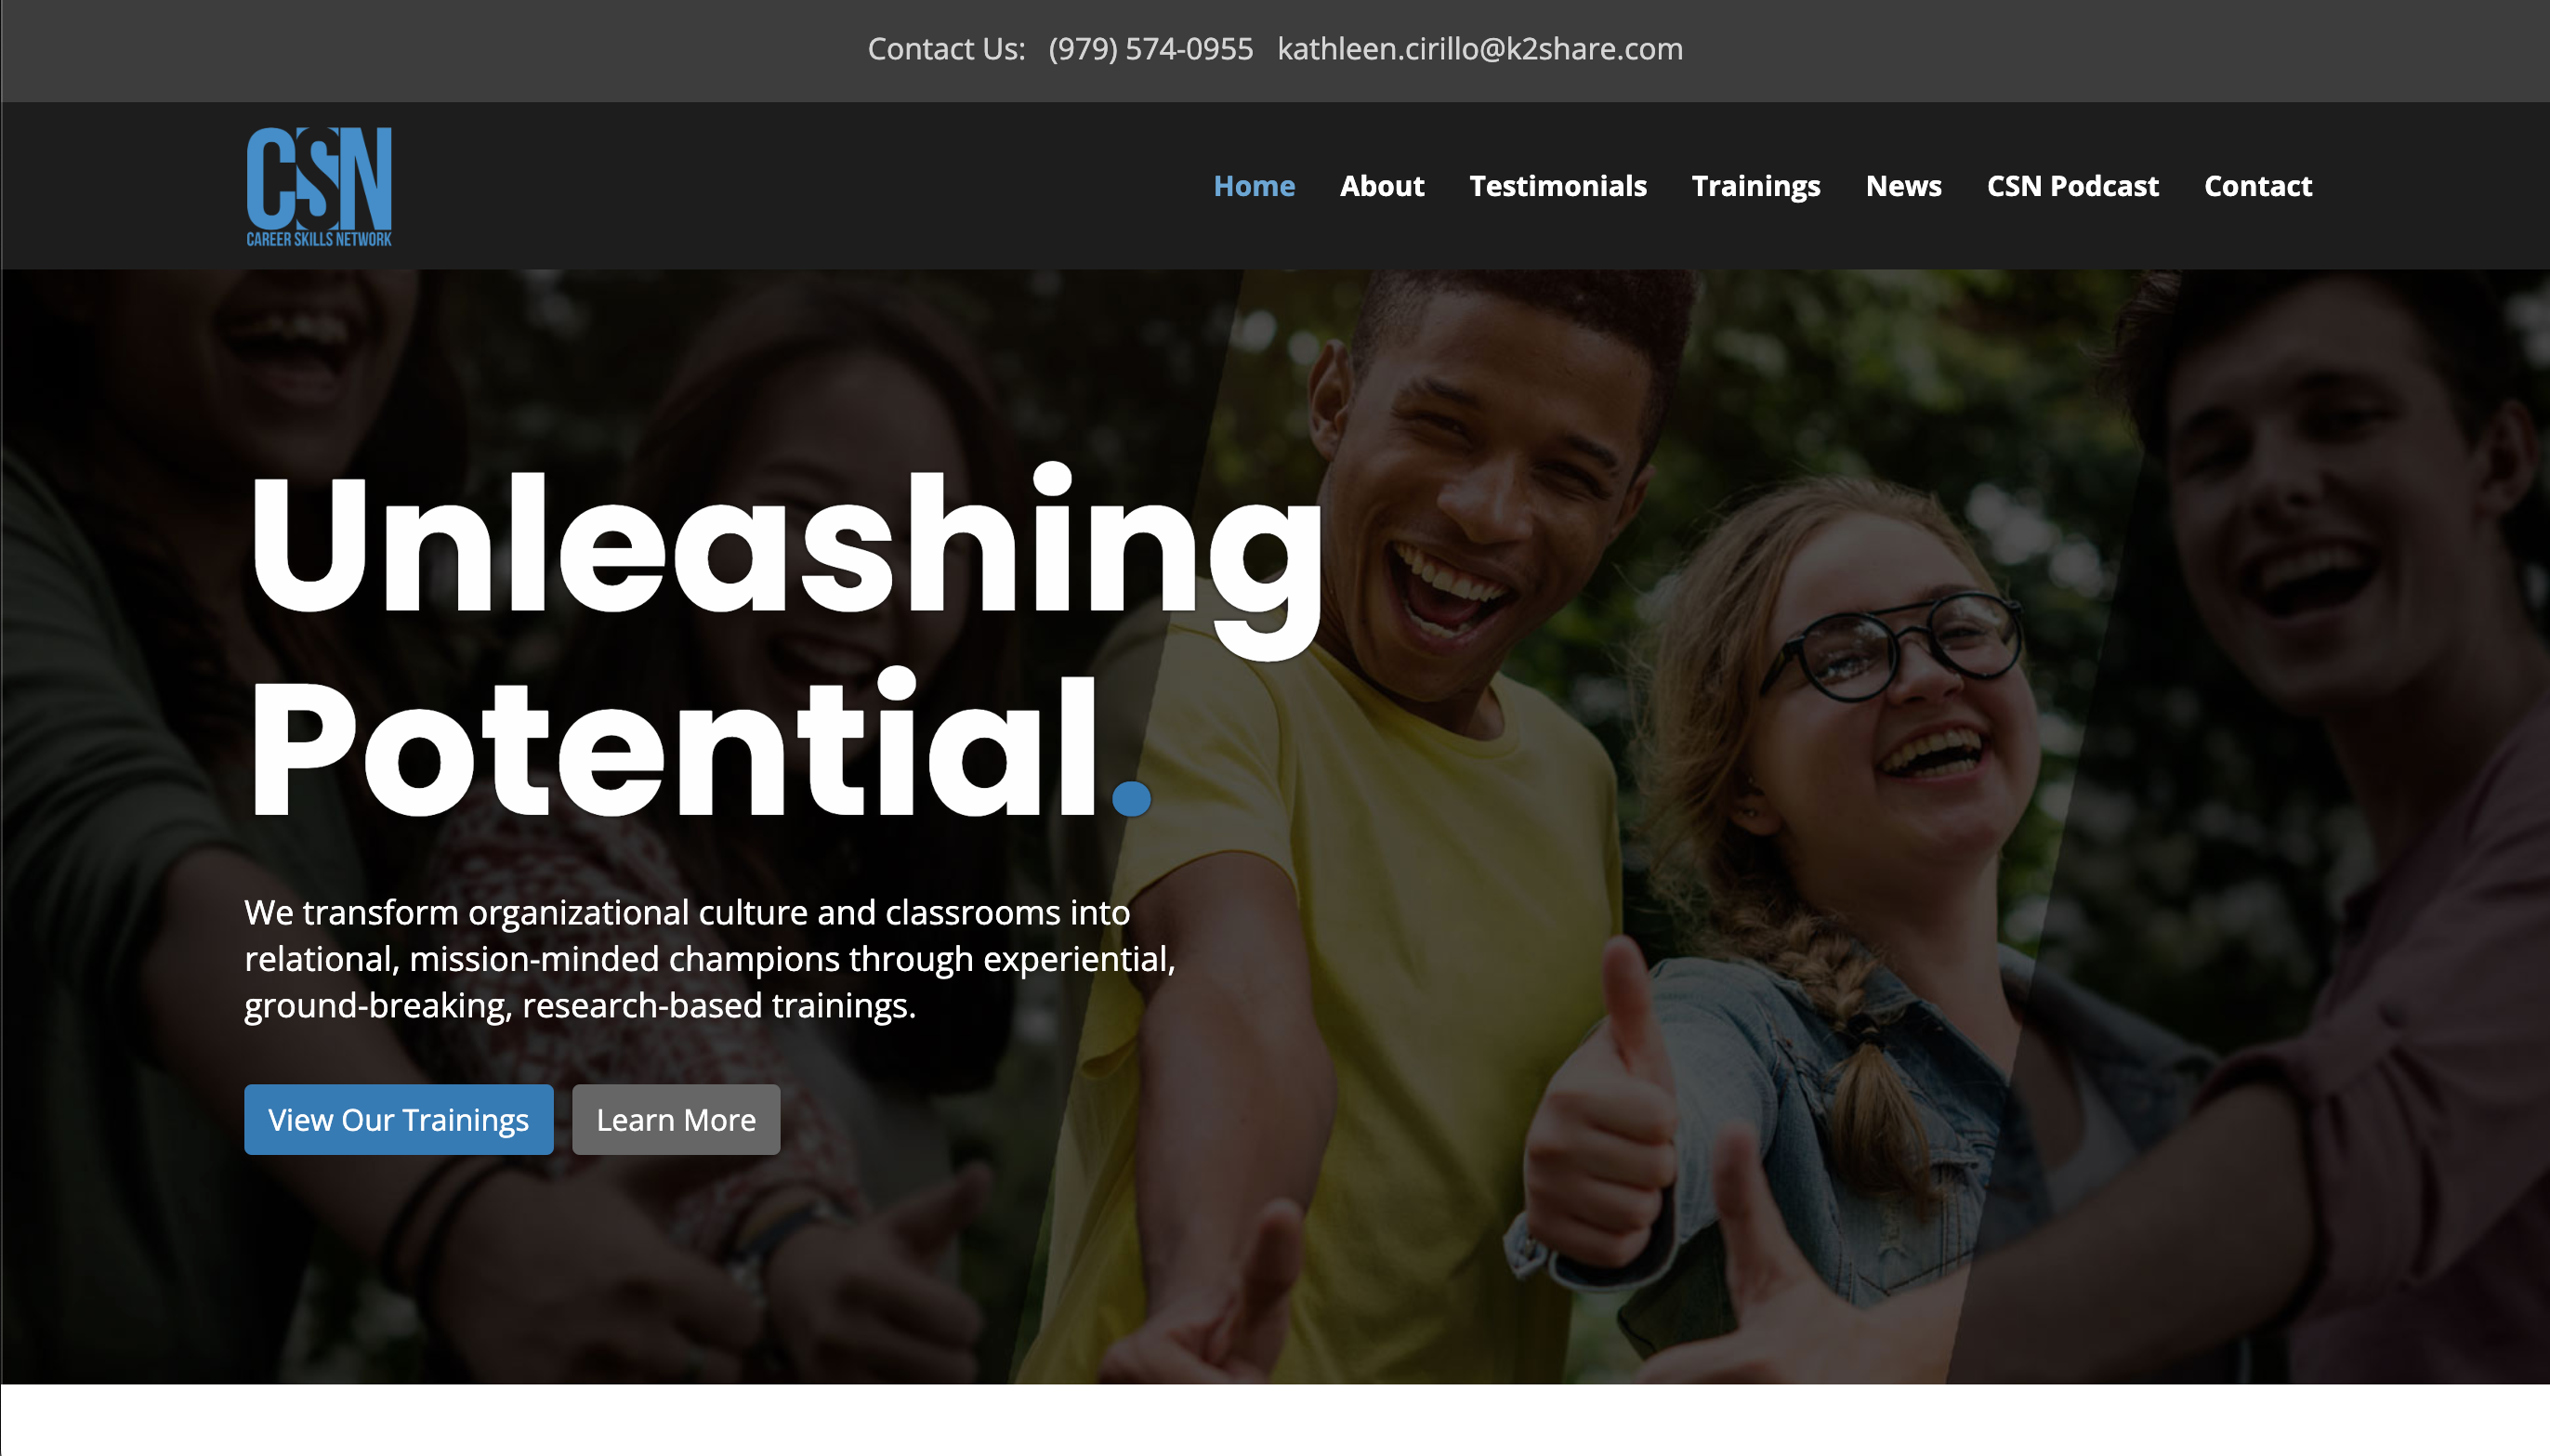 Contact Us: (979) 574-0955 kathleen.cirillo@k2share.com
CSN
CAREER SKILLS NETWORK
Home About Testimonials Trainings News CSN Podcast Contact
Unleashing
Potential.
We transform organizational culture and classrooms into
relational, mission-minded champions through experiential,
ground-breaking, research-based trainings.
View Our Trainings Learn More